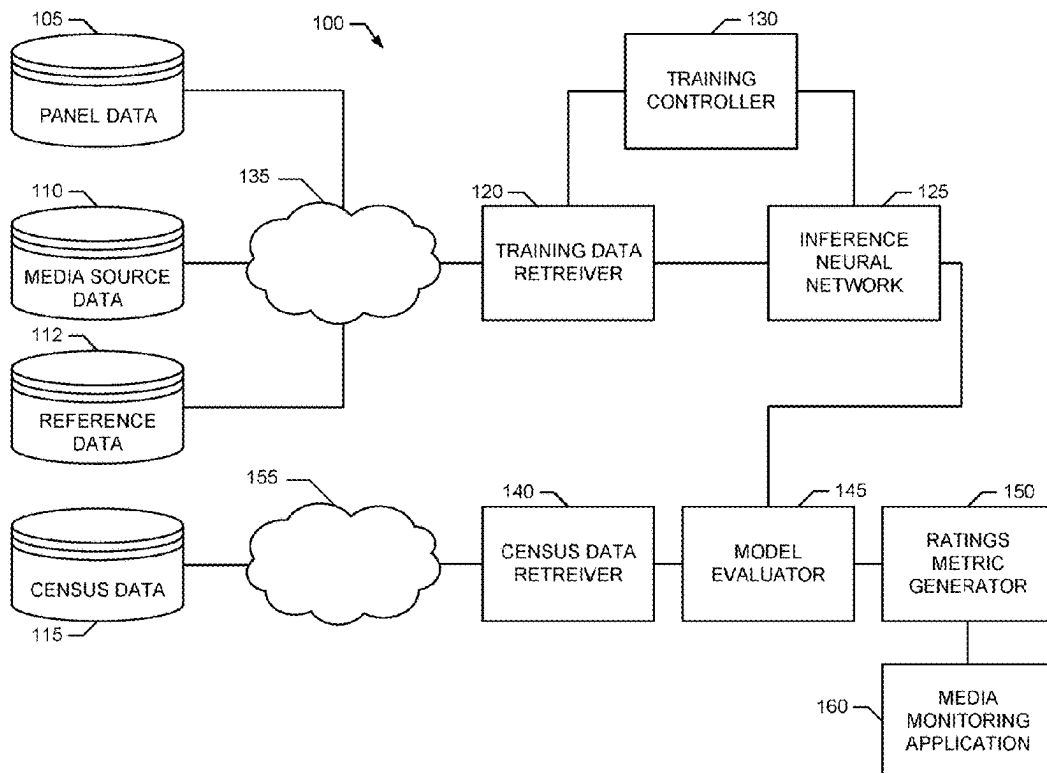 105
100
130
PANEL DATA
TRAINING
CONTROLLER
110
135
120
125
MEDIA SOURCE
DATA
TRAINING DATA
RETREIVER
INFERENCE
NEURAL
NETWORK
112
REFERENCE
DATA
155
140
145
150
CENSUS DATA
115
CENSUS DATA
RETREIVER
MODEL
EVALUATOR
RATINGS
METRIC
GENERATOR
160
MEDIA
MONITORING
APPLICATION